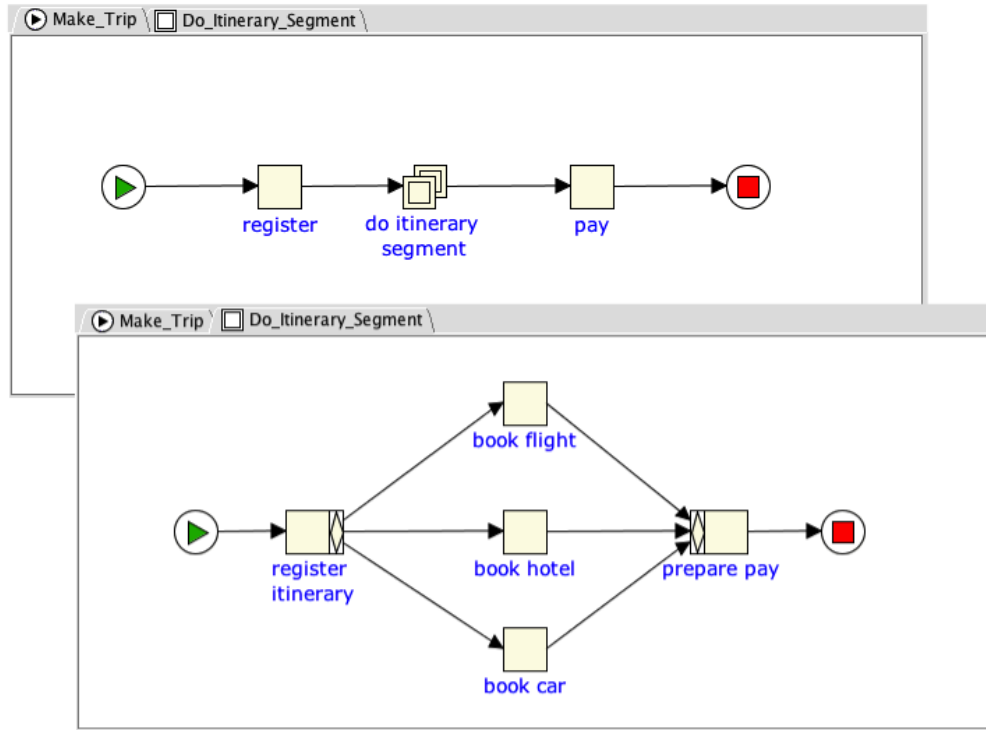 Make_Trip Do_Itinerary_Segment
register
do itinerary
segment
pay
Make_Trip Do_Itinerary_Segment
book flight
register
itinerary
book hotel
prepare pay
book car